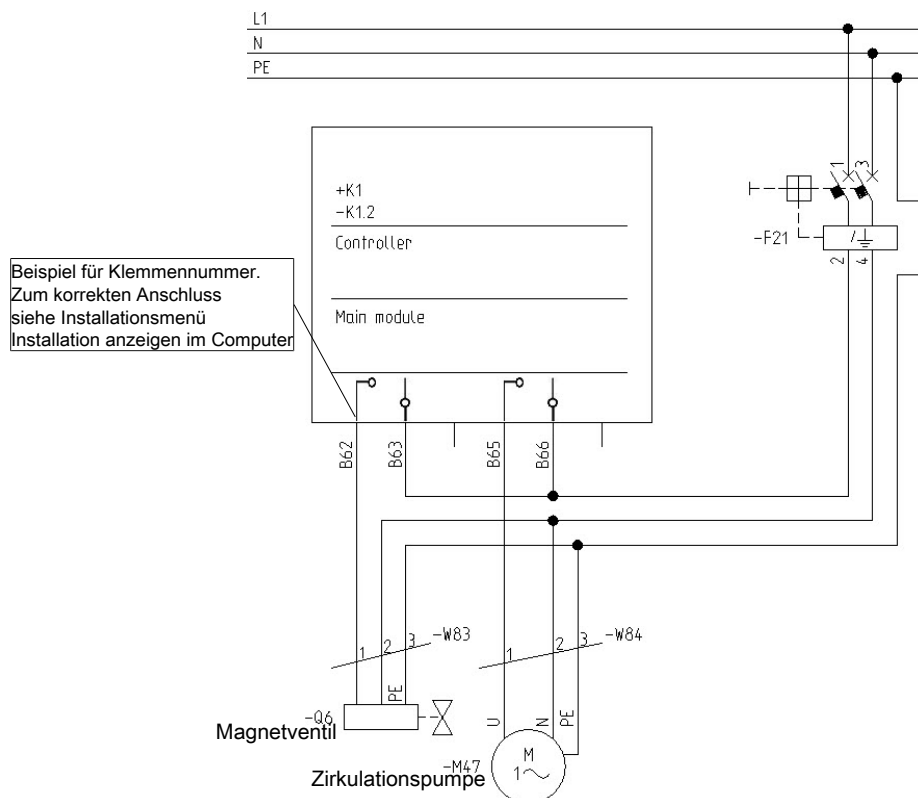 L1
N
PE
1
3
+K1
-K1.2
Controller
Main module
-F21
2
4
Beispiel für Klemmennummer.
Zum korrekten Anschluss
siehe Installationsmenü
Installation anzeigen im Computer
B62
B63
B65
B66
1
2
3
-W83
1
2
3
-W84
PE
-Q6
Magnetventil
U
N
PE
-M47
M
1~
Zirkulationspumpe